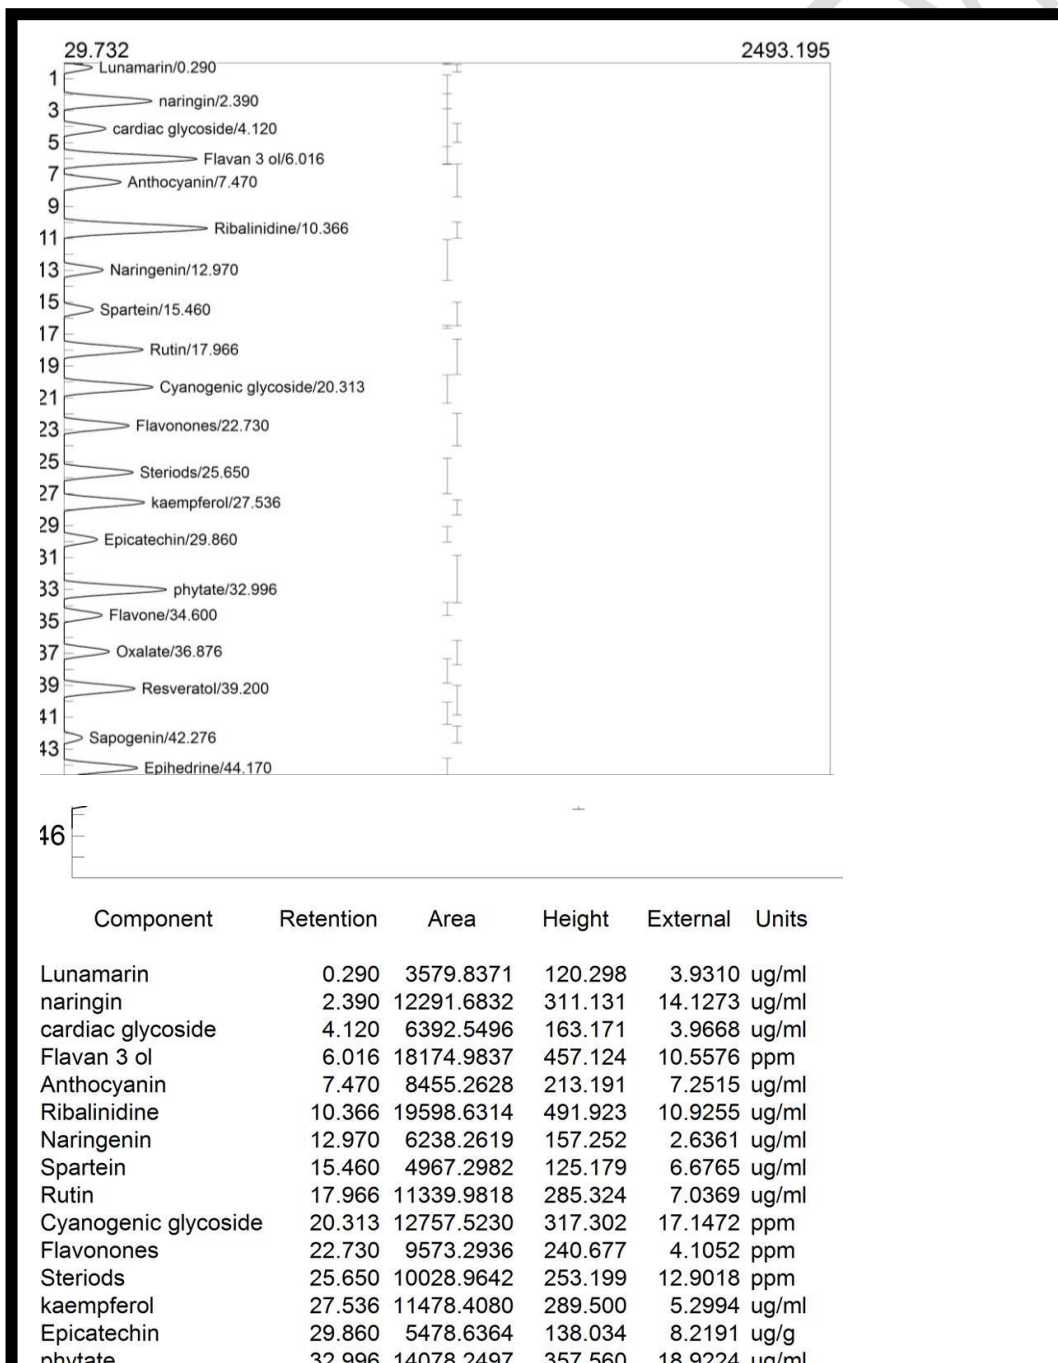 29.732 2493.195
Lunamarin/0.290
1
naringin/2.390
3
cardiac glycoside/4.120
5
Flavan 3 ol/6.016
7
Anthocyanin/7.470
9
Ribalinidine/10.366
11
13 Naringenin/12.970
15
Spartein/15.460
17
Rutin/17.966
19
Cyanogenic glycoside/20.313
21
23 Flavonones/22.730
25
Steriods/25.650
27
kaempferol/27.536
29
Epicatechin/29.860
31
33 phytate/32.996
Flavone/34.600
35
37 Oxalate/36.876
39 Resveratol/39.200
41
Sapogenin/42.276
43
Epihedrine/44.170
46
Component Retention Area Height External Units
Lunamarin 0.290 3579.8371 120.298 3.9310 ug/ml
naringin 2.390 12291.6832 311.131 14.1273 ug/ml
cardiac glycoside 4.120 6392.5496 163.171 3.9668 ug/ml
Flavan 3 ol 6.016 18174.9837 457.124 10.5576 ppm
Anthocyanin 7.470 8455.2628 213.191 7.2515 ug/ml
Ribalinidine 10.366 19598.6314 491.923 10.9255 ug/ml
Naringenin 12.970 6238.2619 157.252 2.6361 ug/ml
Spartein 15.460 4967.2982 125.179 6.6765 ug/ml
Rutin 17.966 11339.9818 285.324 7.0369 ug/ml
Cyanogenic glycoside 20.313 12757.5230 317.302 17.1472 ppm
Flavonones 22.730 9573.2936 240.677 4.1052 ppm
Steriods 25.650 10028.9642 253.199 12.9018 ppm
kaempferol 27.536 11478.4080 289.500 5.2994 ug/ml
Epicatechin 29.860 5478.6364 138.034 8.2191 ug/g
phytate 32.996 14078.2497 357.560 18.9224 ug/ml